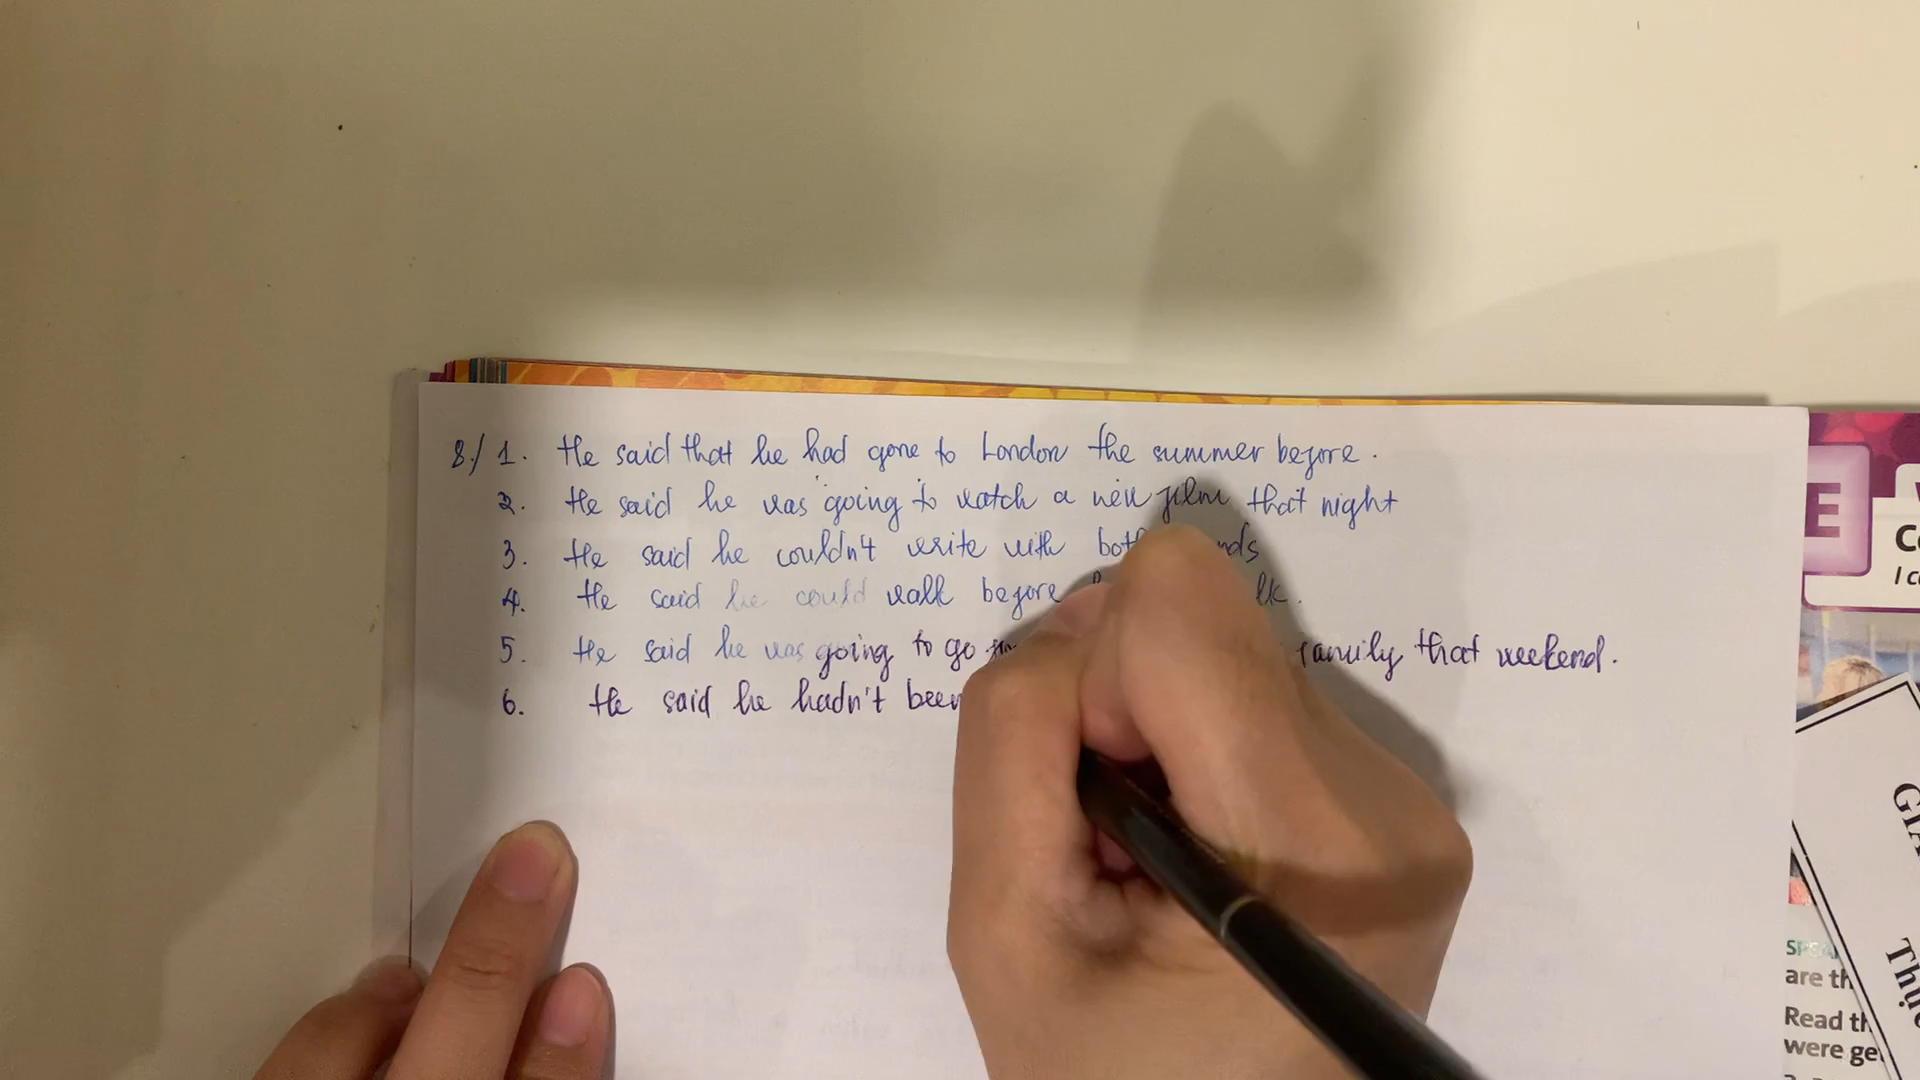 8./ 1. He said that he had gone to London the summer before.
2. He said he was going to watch a new film that night
3. He said he couldn't write with both
4. He said he could walk before
5. He said he was going to go family that weekend.
6. He said he hadn't been
E
I
SPEA
are th
Read th
were ge